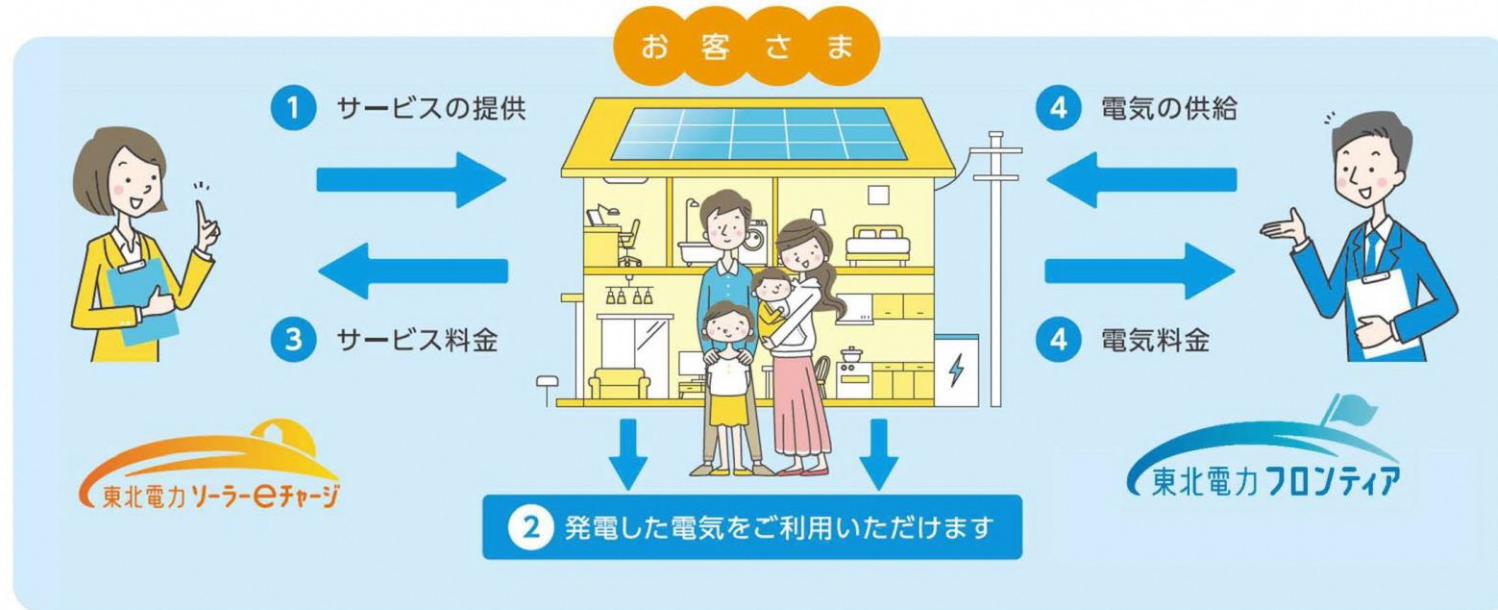 お客さま
1 サービスの提供
4 電気の供給
3 サービス料金
4 電気料金
東北電力 ソーラーeチャージ
東北電力 フロンティア
2 発電した電気をご利用いただけます